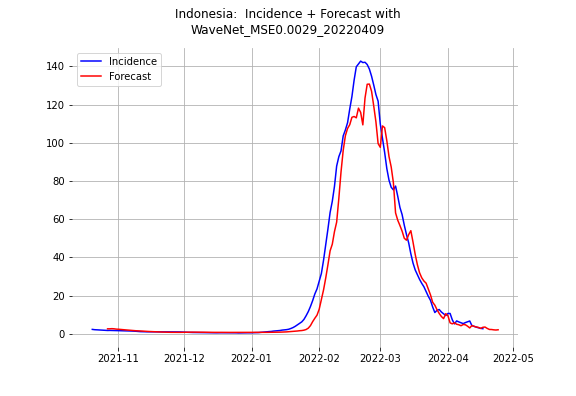 Indonesia:  Incidence + Forecast with
WaveNet_MSE0.0029_20220409
Incidence
Forecast
140
120
100
80
60
40
20
0
2021-11 2021-12 2022-01 2022-02 2022-03 2022-04 2022-05